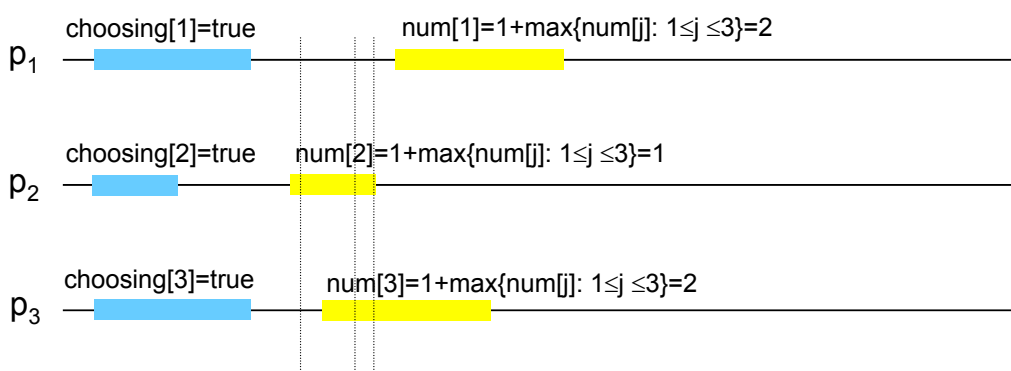 choosing[1]=true num[1]=1+max{num[j]: 1≤j ≤3}=2
p1
choosing[2]=true num[2]=1+max{num[j]: 1≤j ≤3}=1
p2
choosing[3]=true num[3]=1+max{num[j]: 1≤j ≤3}=2
p3